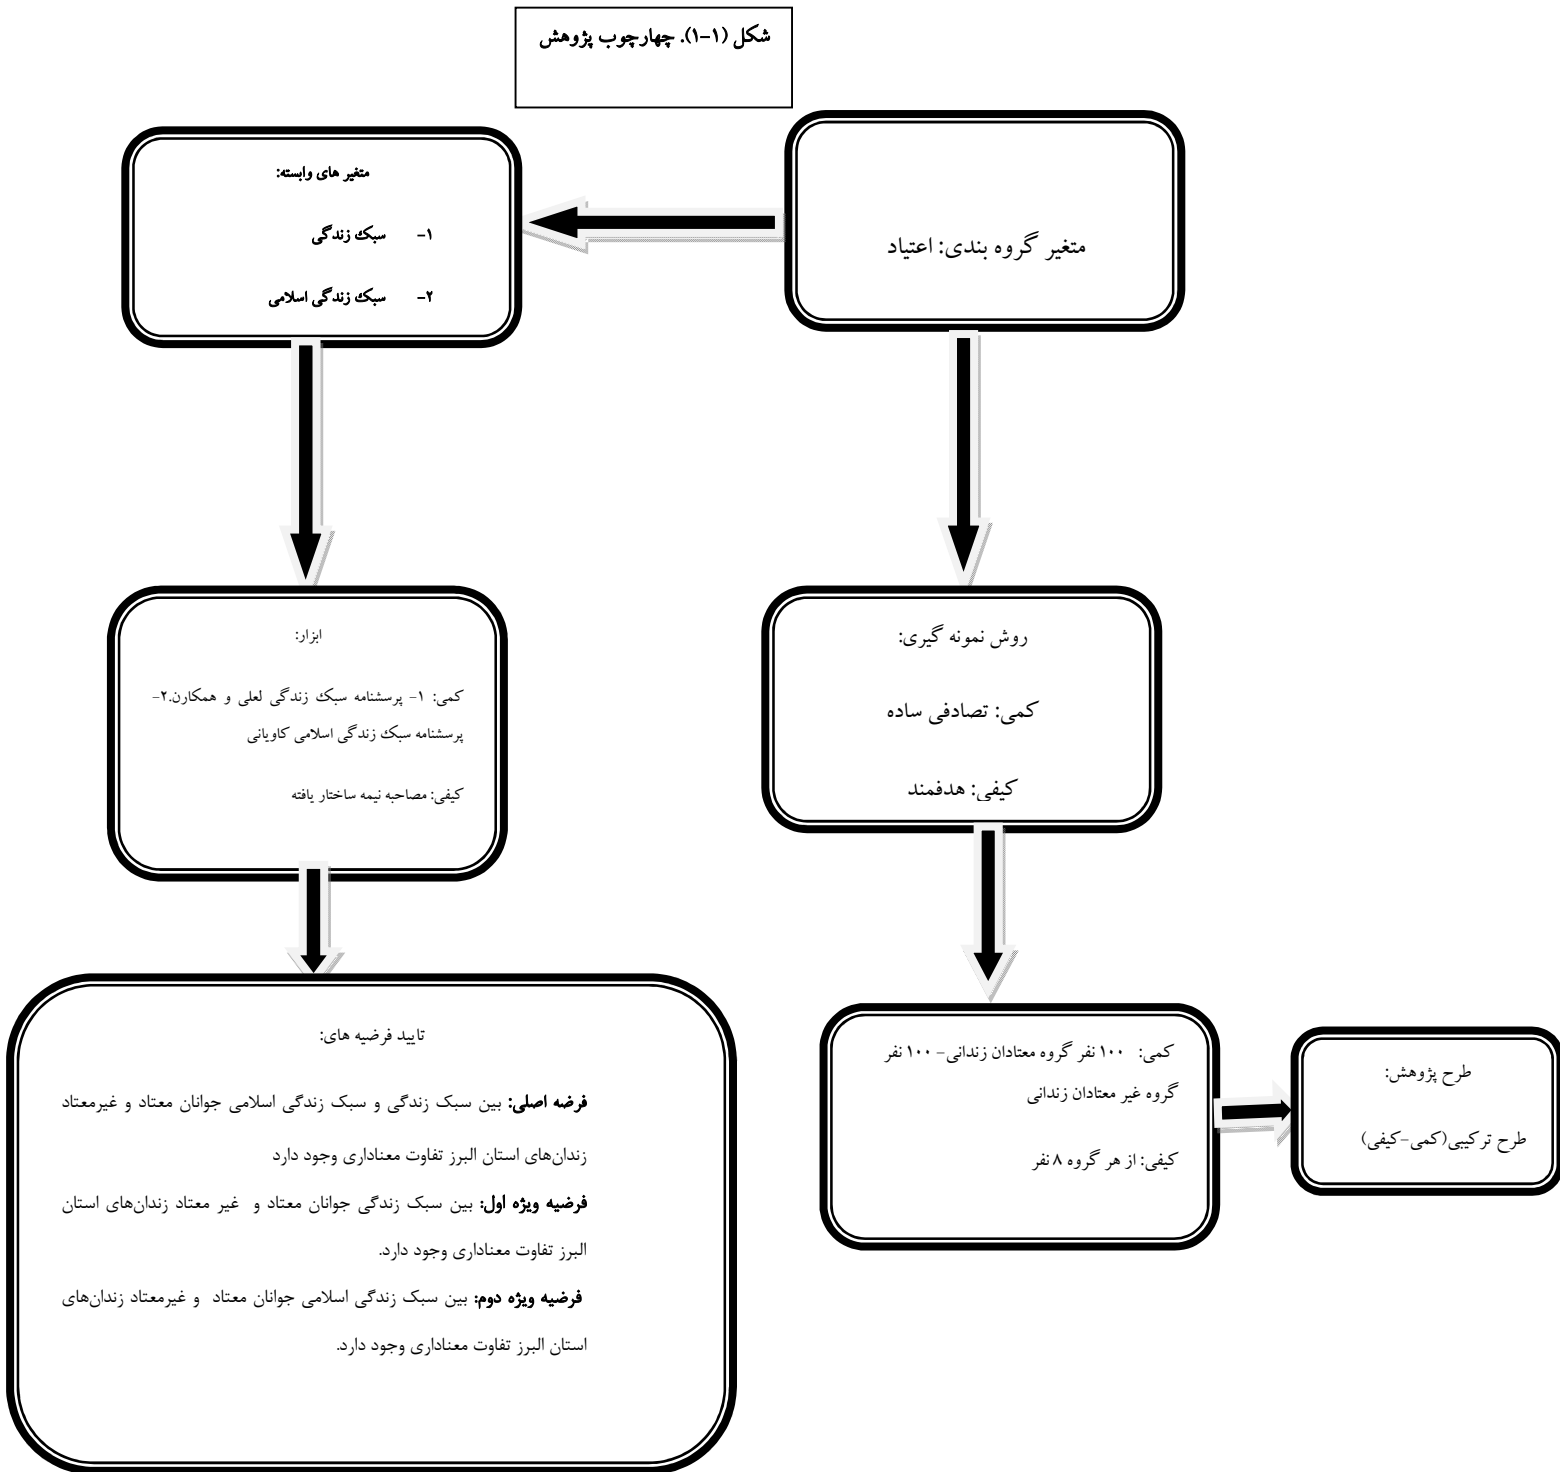 شکل (۱-۱). چهارچوب پژوهش
متغیر گروه بندی: اعتیاد
متغیر های وابسته:
۱- سبک زندگی
۲- سبک زندگی اسلامی
روش نمونه گیری:
کمی: تصادفی ساده
کیفی: هدفمند
ابزار:
کمی: ۱- پرسشنامه سبک زندگی لعلی و همکارن.۲-
پرسشنامه سبک زندگی اسلامی کاویانی
کیفی: مصاحبه نیمه ساختار یافته
کمی: ۱۰۰ نفر گروه معتادان زندانی- ۱۰۰ نفر
گروه غیر معتادان زندانی
کیفی: از هر گروه ۸ نفر
طرح پژوهش:
طرح ترکیبی(کمی-کیفی)
تایید فرضیه های:
فرضه اصلی: بین سبک زندگی و سبک زندگی اسلامی جوانان معتاد و غیرمعتاد
زندان‌های استان البرز تفاوت معناداری وجود دارد
فرضیه ویژه اول: بین سبک زندگی جوانان معتاد و غیر معتاد زندان‌های استان
البرز تفاوت معناداری وجود دارد.
فرضیه ویژه دوم: بین سبک زندگی اسلامی جوانان معتاد و غیرمعتاد زندان‌های
استان البرز تفاوت معناداری وجود دارد.